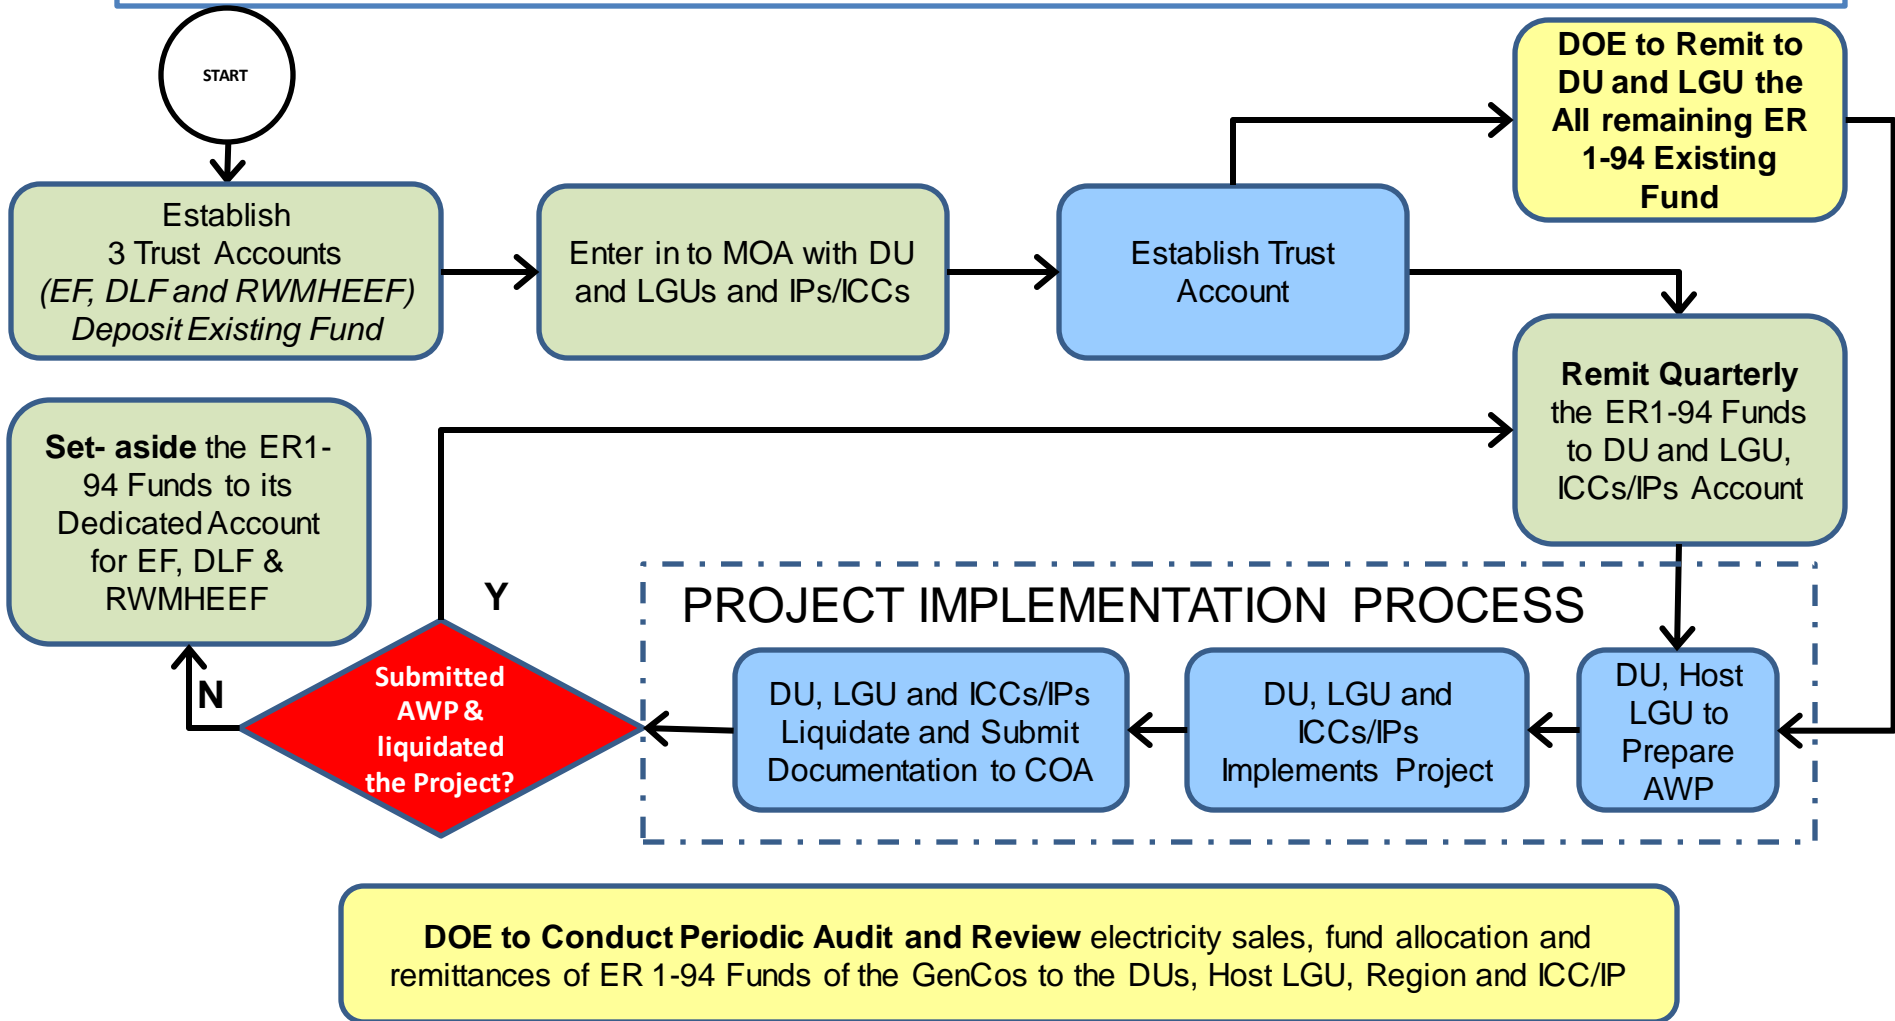 START
DOE to Remit to
DU and LGU the
All remaining ER
1-94 Existing
Fund
Establish
3 Trust Accounts
(EF, DLF and RWMHEEF)
Deposit Existing Fund
Enter in to MOA with DU
and LGUs and IPs/ICCs
Establish Trust
Account
Remit Quarterly
the ER1-94 Funds
to DU and LGU,
ICCs/IPs Account
Set- aside the ER1-
94 Funds to its
Dedicated Account
for EF, DLF &
RWMHEEF
Y
N
Submitted
AWP &
liquidated
the Project?
PROJECT IMPLEMENTATION PROCESS
DU, LGU and ICCs/IPs
Liquidate and Submit
Documentation to COA
DU, LGU and
ICCs/IPs
Implements Project
DU, Host
LGU to
Prepare
AWP
DOE to Conduct Periodic Audit and Review electricity sales, fund allocation and
remittances of ER 1-94 Funds of the GenCos to the DUs, Host LGU, Region and ICC/IP